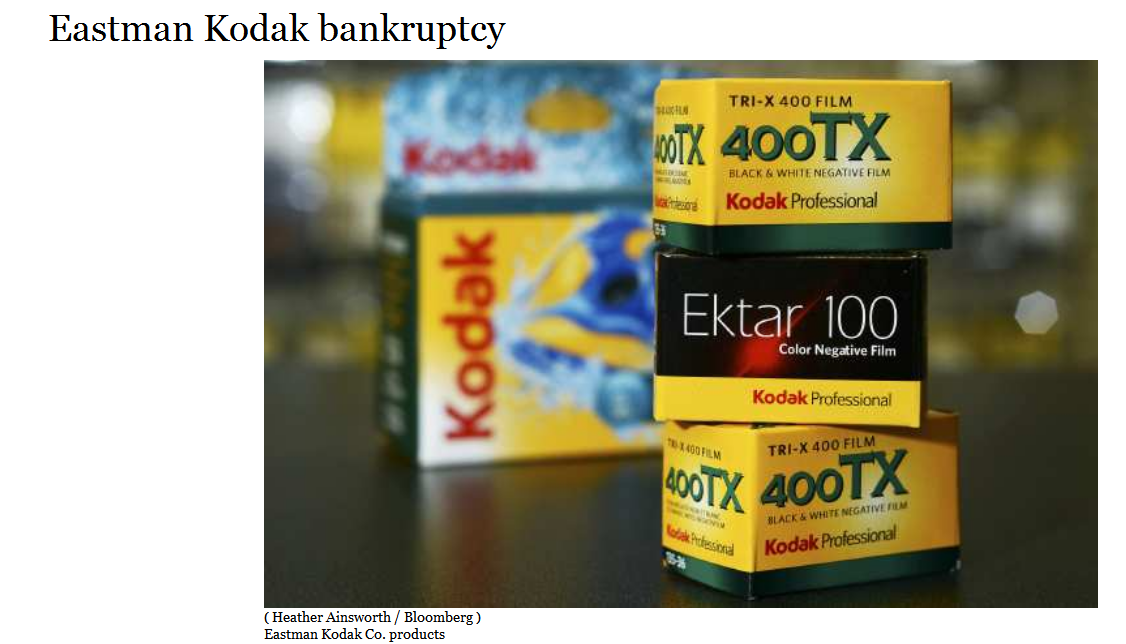 Eastman Kodak bankruptcy
Kodak
Kodak
TRI-X 400 FILM
400TX
BLACK & WHITE NEGATIVE FILM
Kodak Professional
400TX
Ektar 100
Color Negative Film
Kodak Professional
TRI-X 400 FILM
400TX
Kodak Professional
135-36
TRI-X 400 FILM
400TX
BLACK & WHITE NEGATIVE FILM
Kodak Professional
( Heather Ainsworth / Bloomberg )
Eastman Kodak Co. products